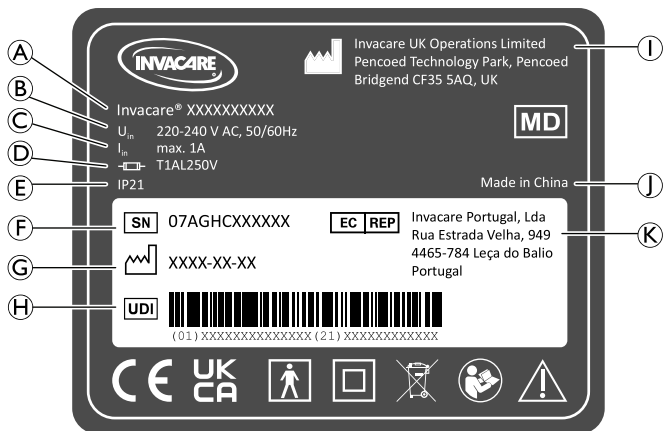 A
B
C
D
E
F
G
H
I
J
K
INVACARE®
Invacare UK Operations Limited
Pencoed Technology Park, Pencoed
Bridgend CF35 5AQ, UK
Invacare® XXXXXXXXXX
Uin 220-240 V AC, 50/60Hz
Iin max. 1A
T1AL250V
IP21
MD
Made in China
SN 07AGHCXXXXXX
XXXX-XX-XX
EC REP
Invacare Portugal, Lda
Rua Estrada Velha, 949
4465-784 Leça do Balio
Portugal
UDI
(01)XXXXXXXXXXXXXX(21)XXXXXXXXXXXX
CE
UK
CA